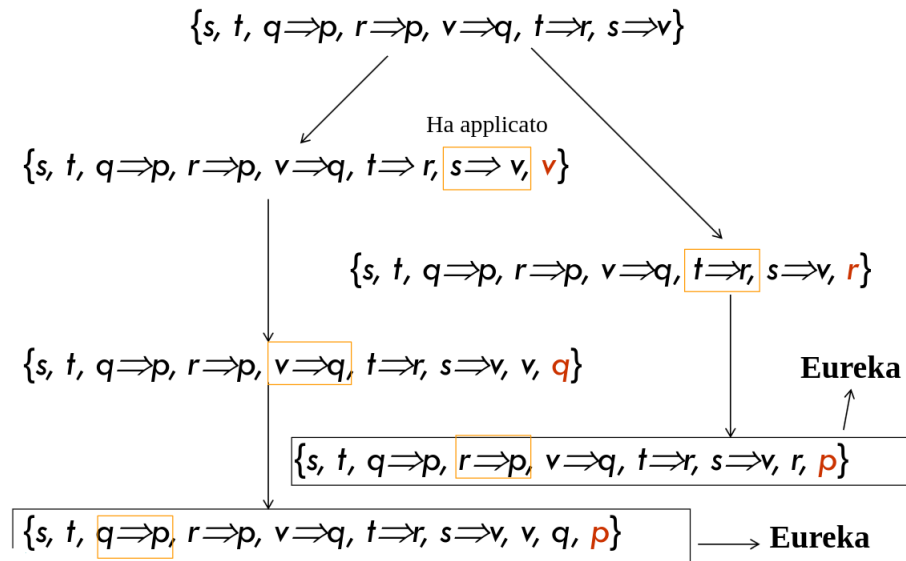 {s, t, q⇒p, r⇒p, v⇒q, t⇒r, s⇒v}
Ha applicato
{s, t, q⇒p, r⇒p, v⇒q, t⇒ r, s⇒ v, v}
{s, t, q⇒p, r⇒p, v⇒q, t⇒r, s⇒v, r}
{s, t, q⇒p, r⇒p, v⇒q, t⇒r, s⇒v, v, q}
Eureka
{s, t, q⇒p, r⇒p, v⇒q, t⇒r, s⇒v, r, p}
{s, t, q⇒p, r⇒p, v⇒q, t⇒r, s⇒v, v, q, p}
Eureka